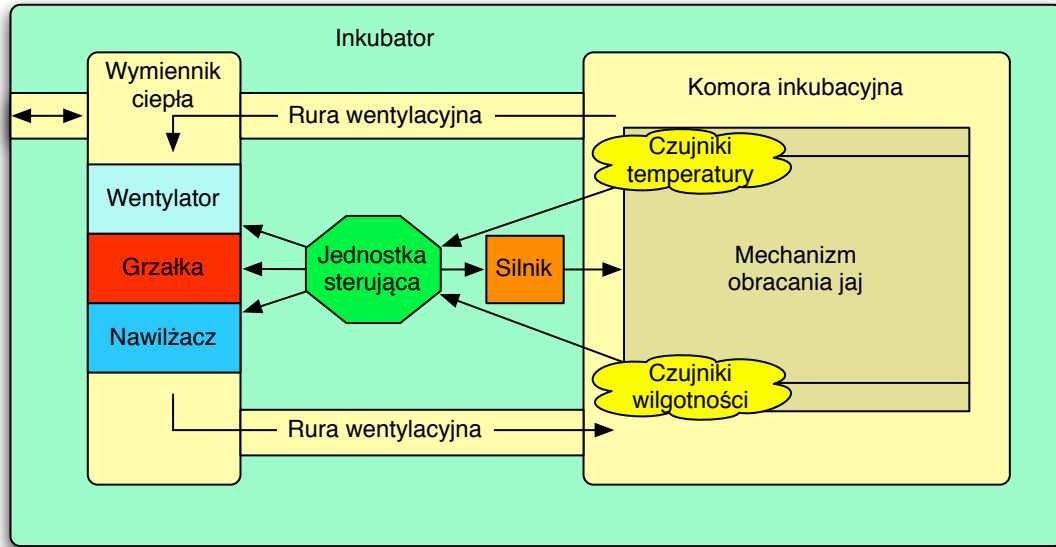 Inkubator
Wymiennik
ciepła
Komora inkubacyjna
Rura wentylacyjna
Czujniki
temperatury
Wentylator
Jednostka
sterująca
Grzałka
Silnik
Mechanizm
obracania jaj
Nawilżacz
Czujniki
wilgotności
Rura wentylacyjna